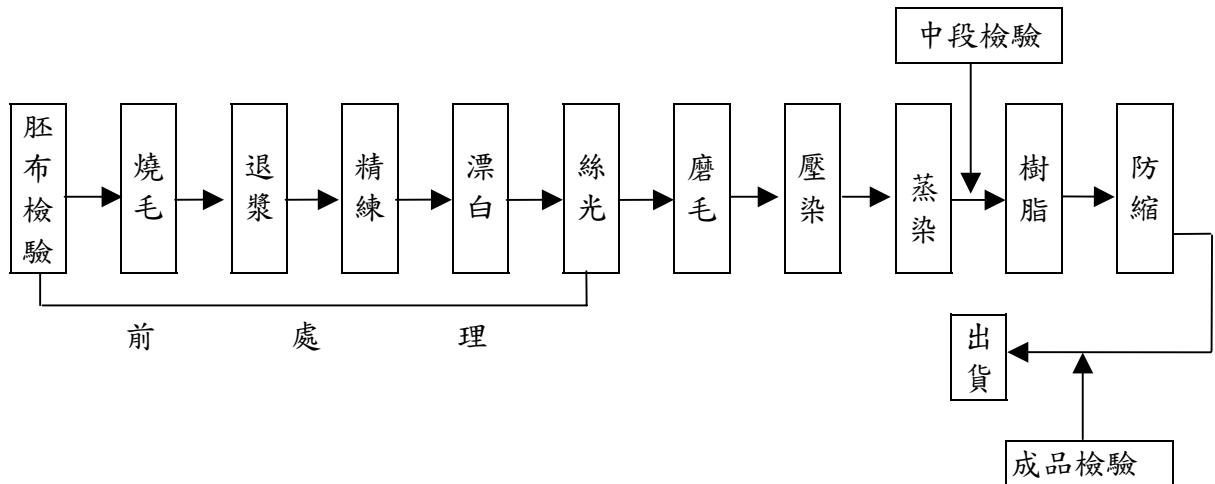 中段檢驗
胚布檢驗
燒毛
退漿
精練
漂白
絲光
磨毛
壓染
蒸染
樹脂
防縮
前處理
出貨
成品檢驗